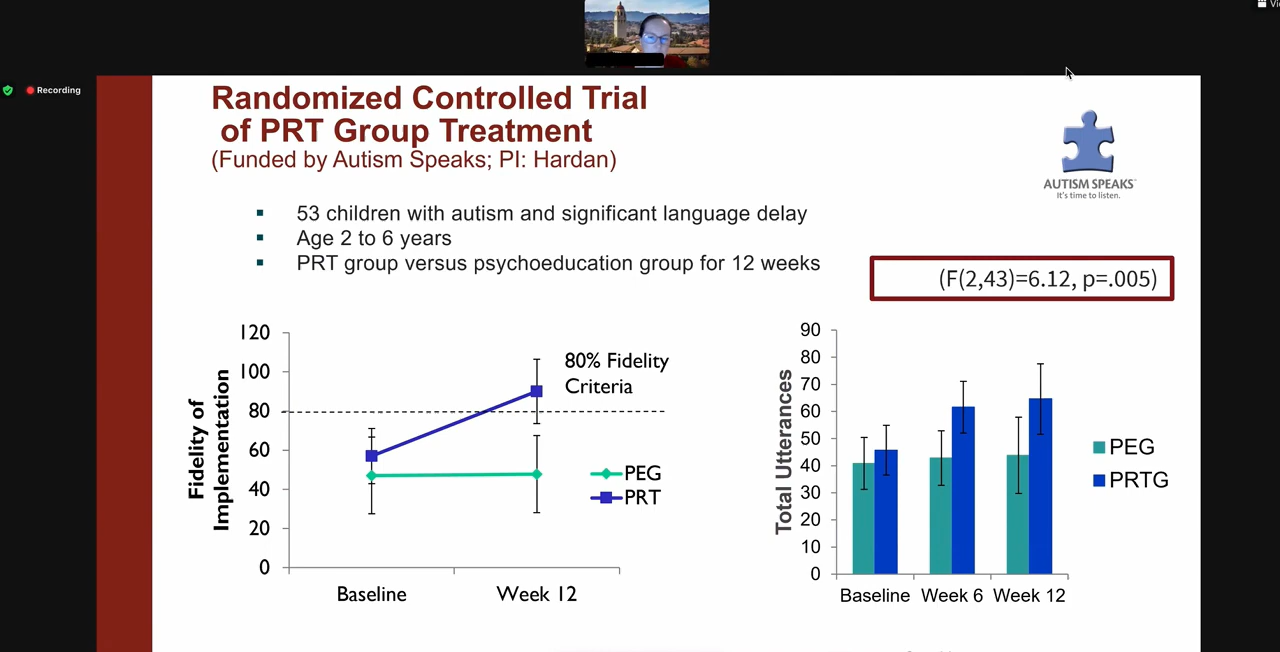 Vi
Recording
Randomized Controlled Trial
of PRT Group Treatment
(Funded by Autism Speaks; PI: Hardan)
AUTISM SPEAKS™
It's time to listen.
▪ 53 children with autism and significant language delay
▪ Age 2 to 6 years
▪ PRT group versus psychoeducation group for 12 weeks
(F(2,43)=6.12, p=.005)
Fidelity of
Implementation
120
100
80
60
40
20
0
80% Fidelity
Criteria
PEG
PRT
Baseline
Week 12
Total Utterances
90
80
70
60
50
40
30
20
10
0
PEG
PRTG
Baseline Week 6 Week 12